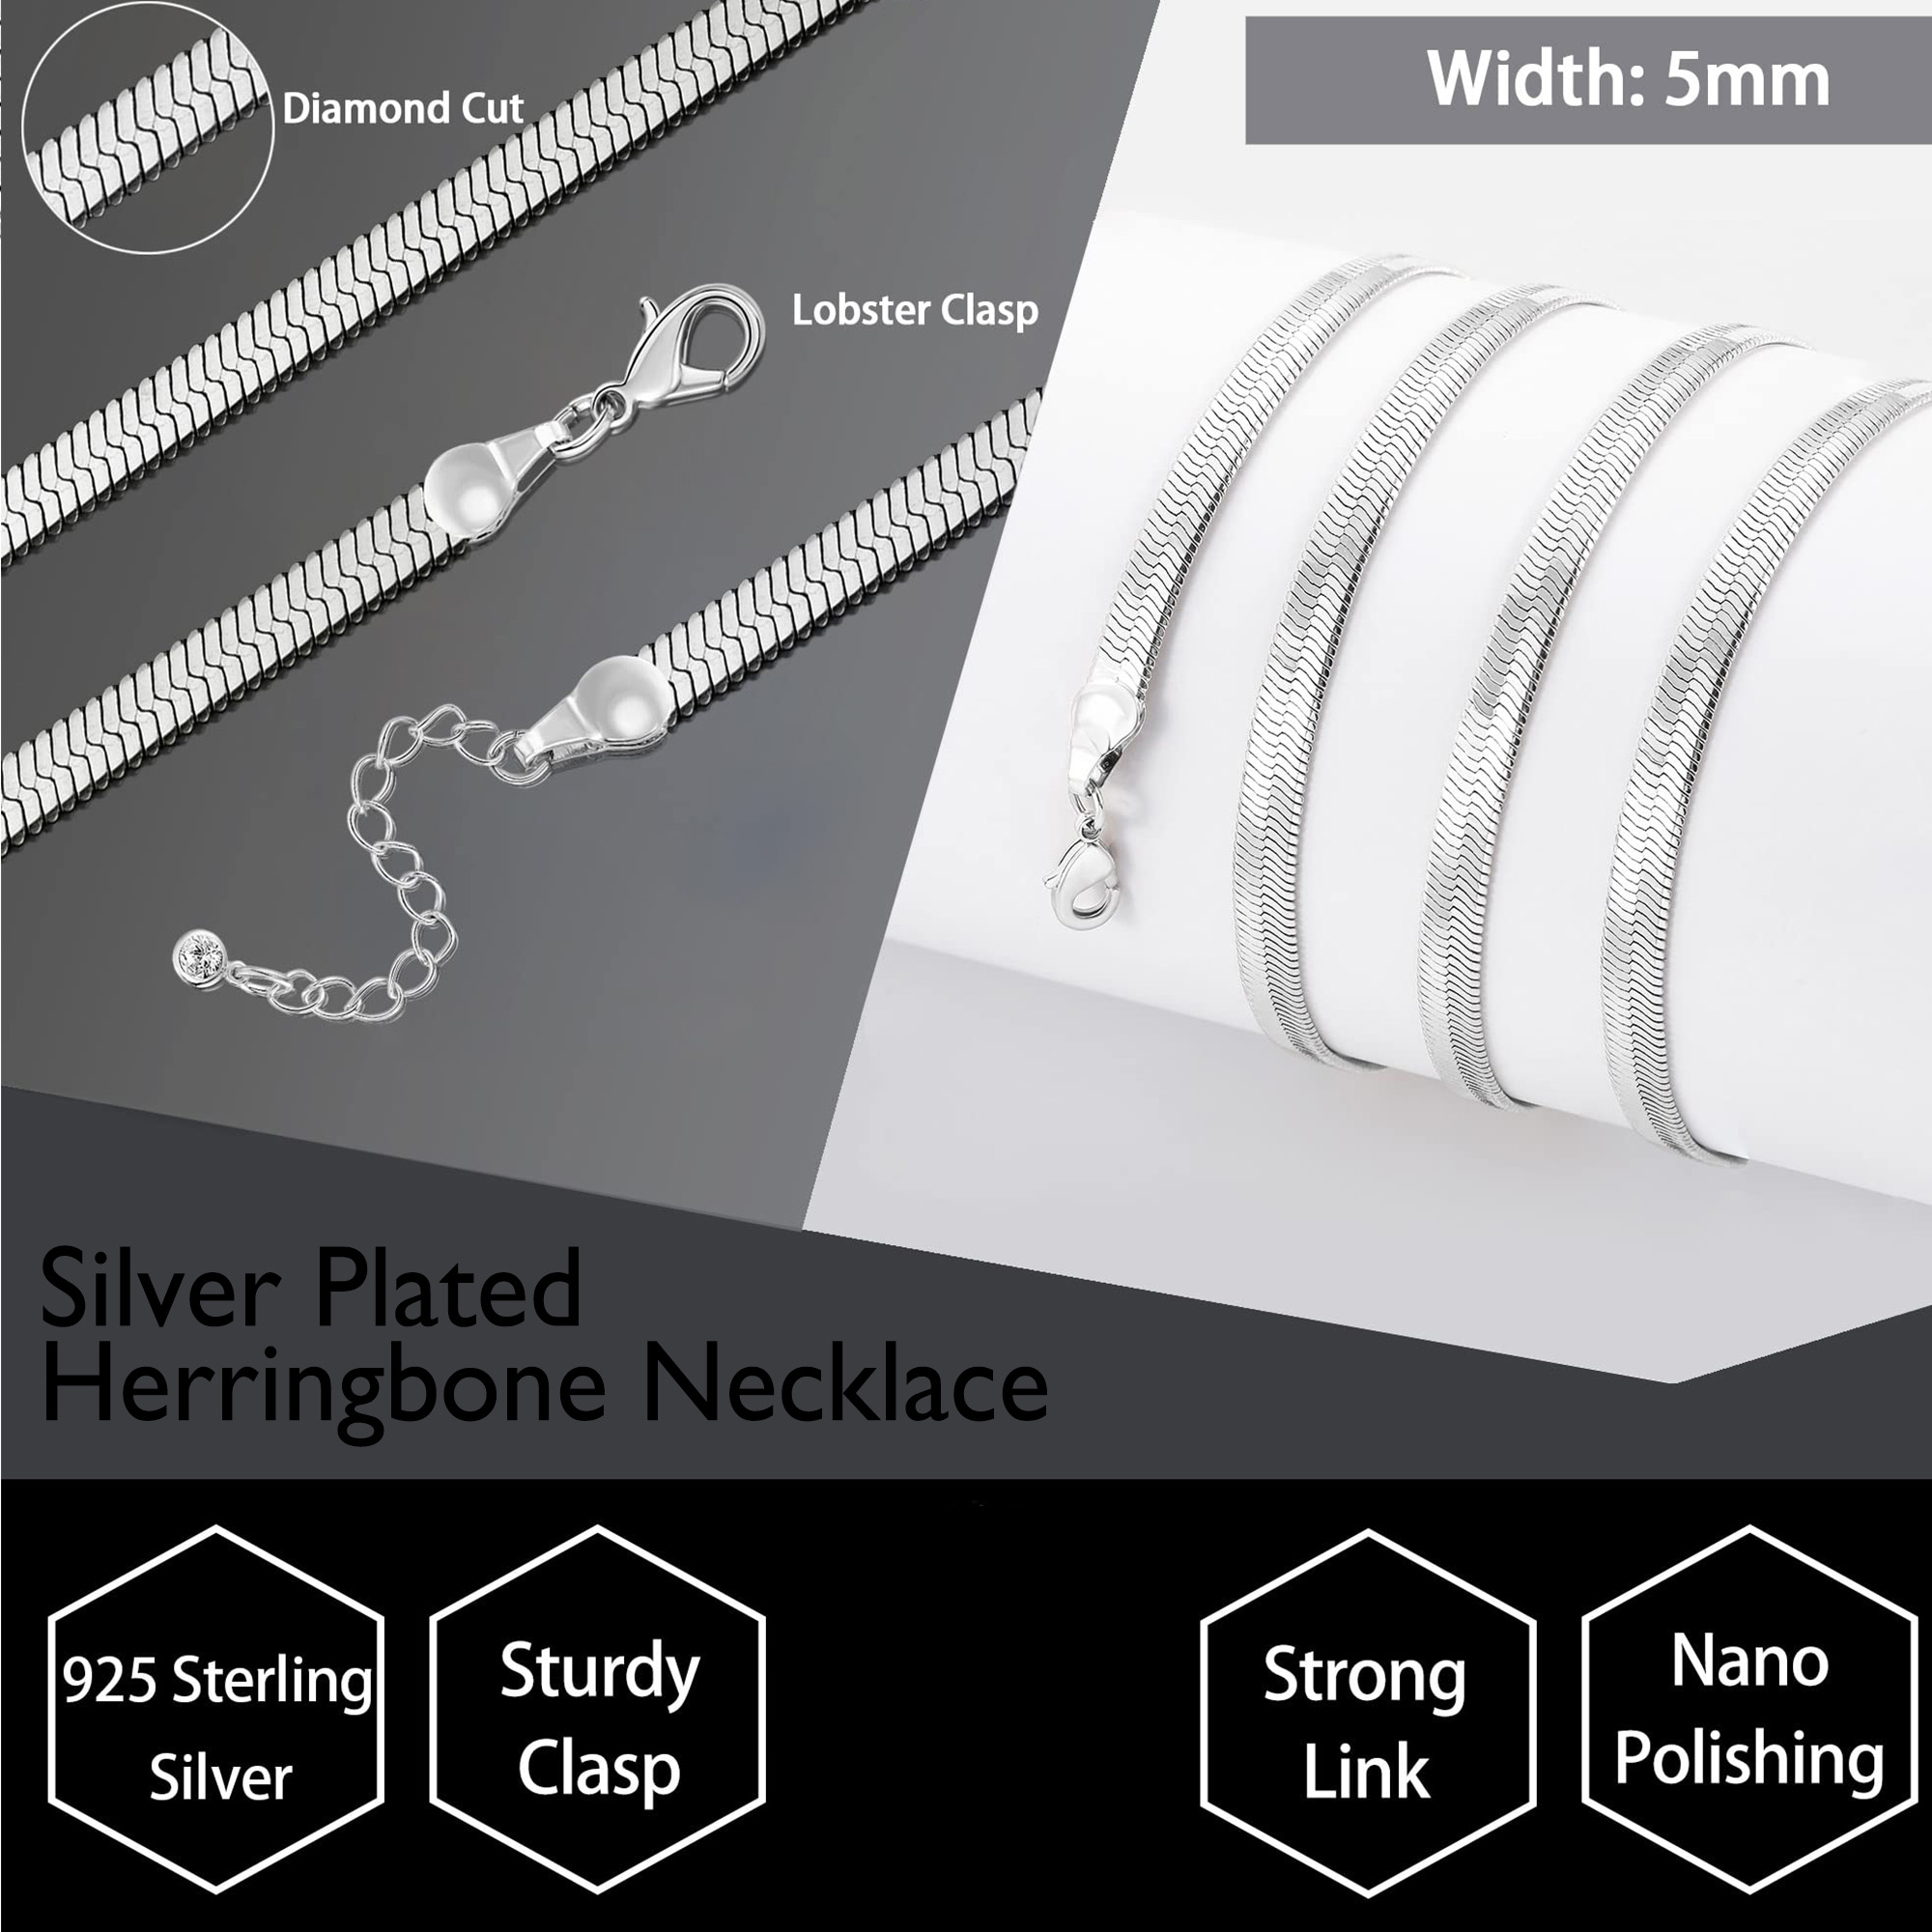 Diamond Cut
Width: 5mm
Lobster Clasp
Silver Plated
Herringbone Necklace
925 Sterling
Silver
Sturdy
Clasp
Strong
Link
Nano
Polishing